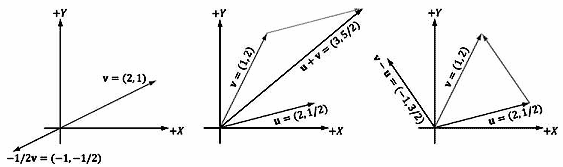 +Y
v = (2,1)
+X
−1/2v = (−1, −1/2)
+Y
v = (1,2)
u + v = (3,5/2)
u = (2,1/2)
+X
+Y
v − u = (−1,3/2)
v = (1,2)
u = (2,1/2)
+X